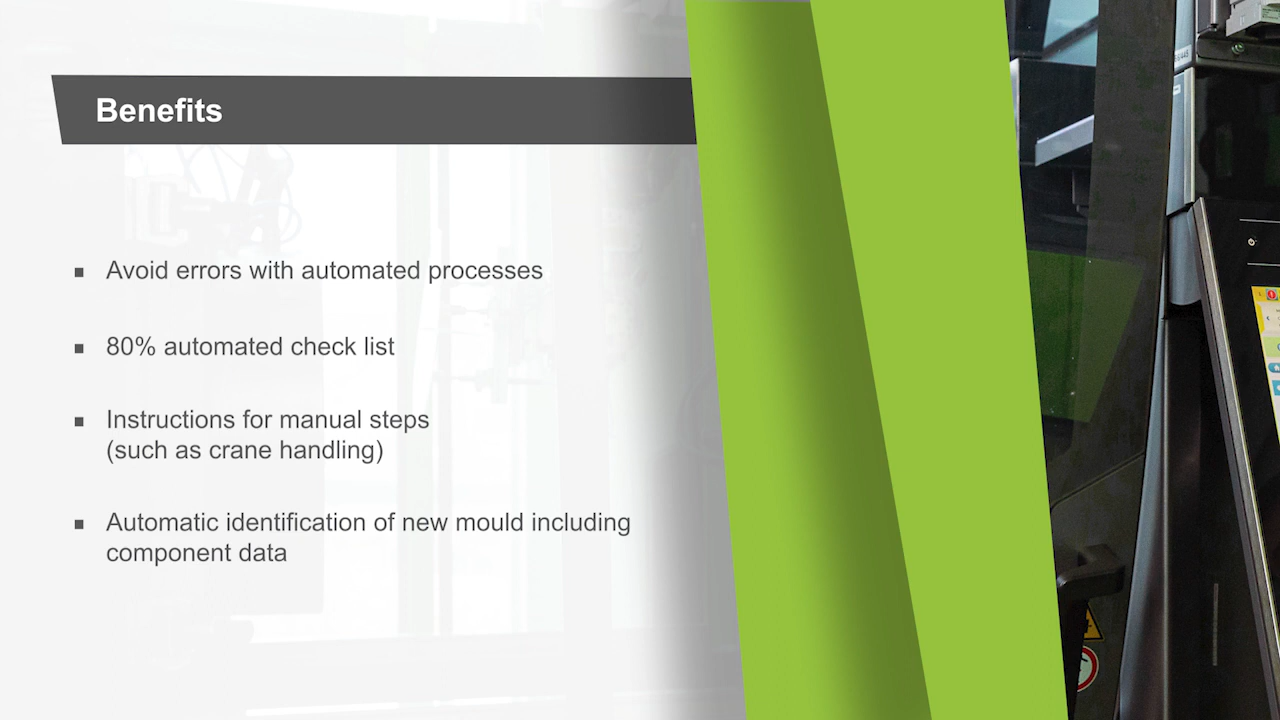 Benefits
Avoid errors with automated processes
80% automated check list
Instructions for manual steps
(such as crane handling)
Automatic identification of new mould including
component data